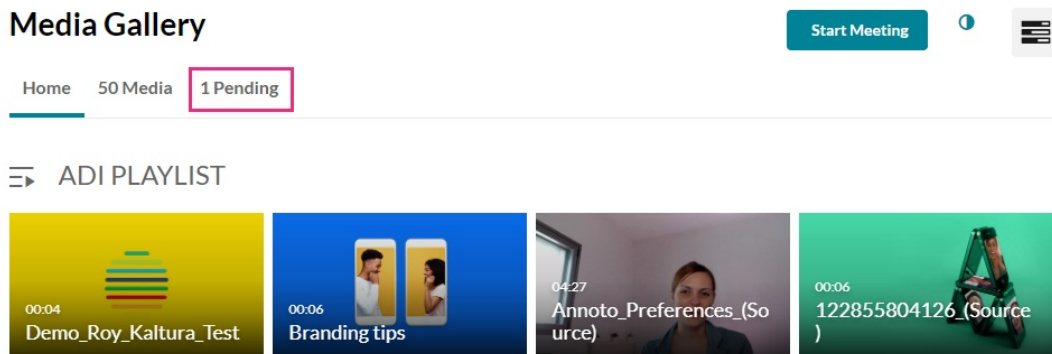 Media Gallery
Start Meeting
Home
50 Media
1 Pending
ADI PLAYLIST
00:04
Demo_Roy_Kaltura_Test
00:06
Branding tips
04:27
Annoto_Preferences_(So
urce)
00:06
122855804126_(Source
)